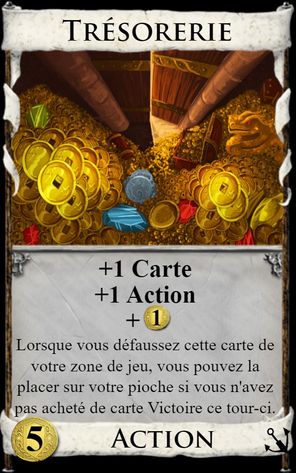 TRÉSORERIE
+1 Carte
+1 Action
+ 1
Lorsque vous défaussez cette carte de
votre zone de jeu, vous pouvez la
placer sur votre pioche si vous n'avez
pas acheté de carte Victoire ce tour-ci.
5 ACTION